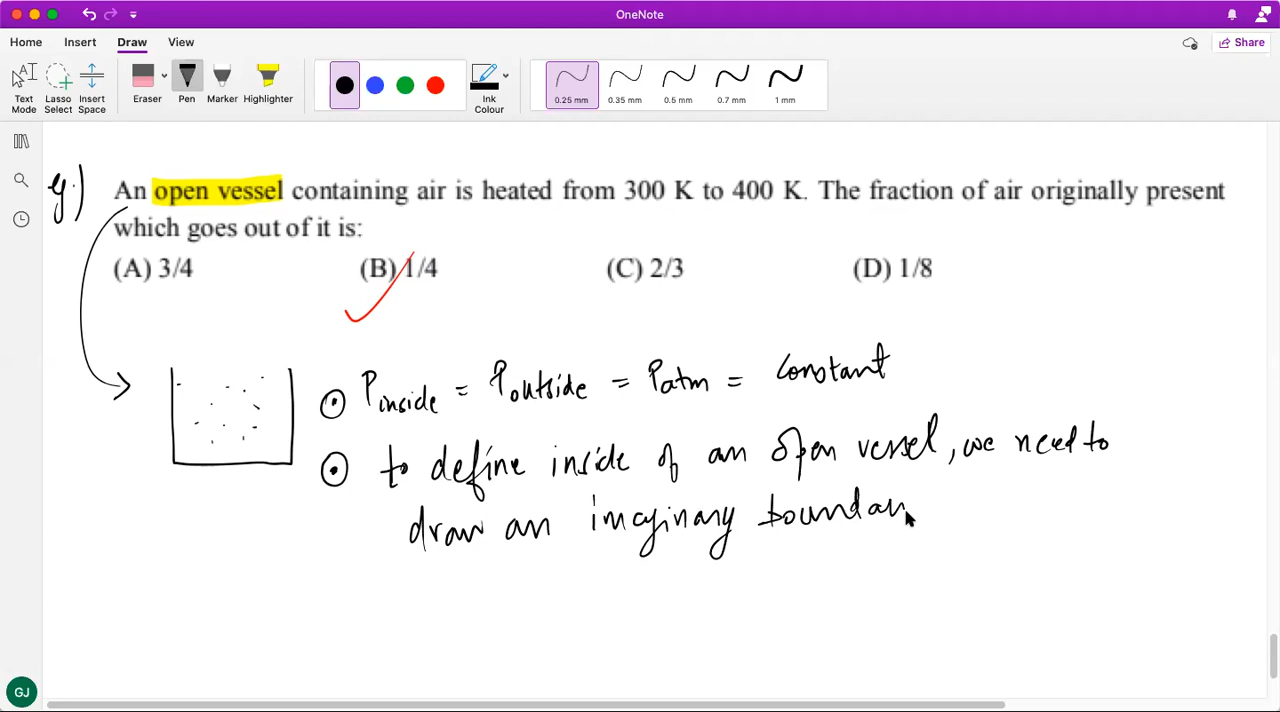 OneNote
Home Insert Draw View
Share
Text Mode
Lasso Select
Insert Space
Eraser
Pen
Marker
Highlighter
Ink Colour
0.25 mm
0.35 mm
0.5 mm
0.7 mm
1 mm
An open vessel containing air is heated from 300 K to 400 K. The fraction of air originally present
which goes out of it is:
(A) 3/4 (B) 1/4 (C) 2/3 (D) 1/8
Pinside = Poutside = Patm = constant
to define inside of an open vessel, we need to
draw an imaginary boundar
GJ